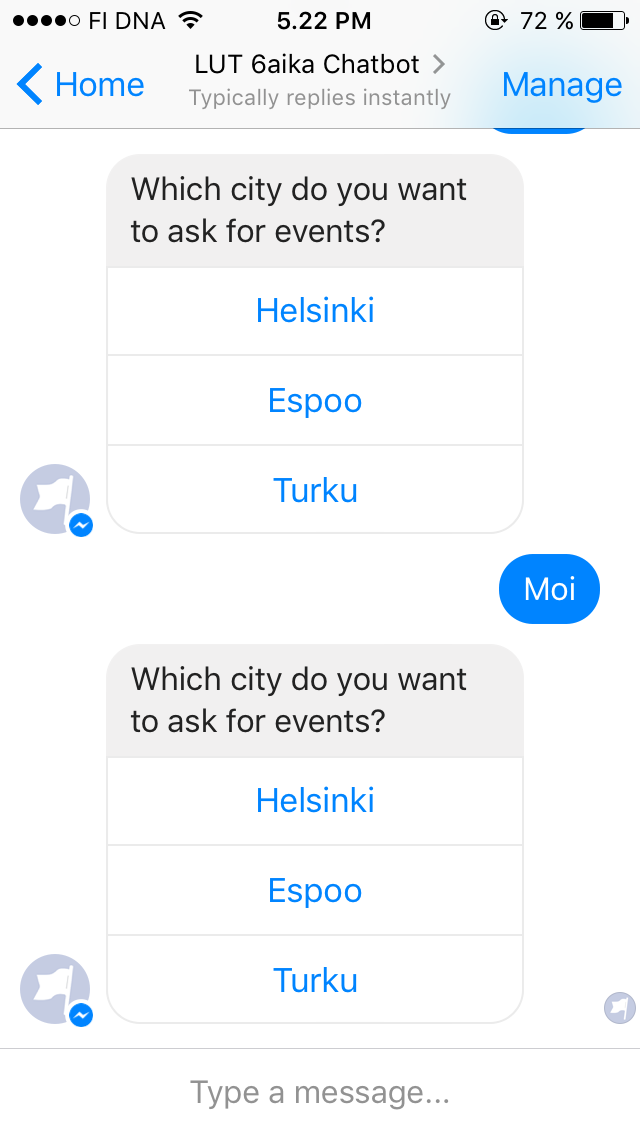 FI DNA 5.22 PM 72 %
LUT 6aika Chatbot
Home Manage
Typically replies instantly
Which city do you want
to ask for events?
Helsinki
Espoo
Turku
Moi
Which city do you want
to ask for events?
Helsinki
Espoo
Turku
Type a message...